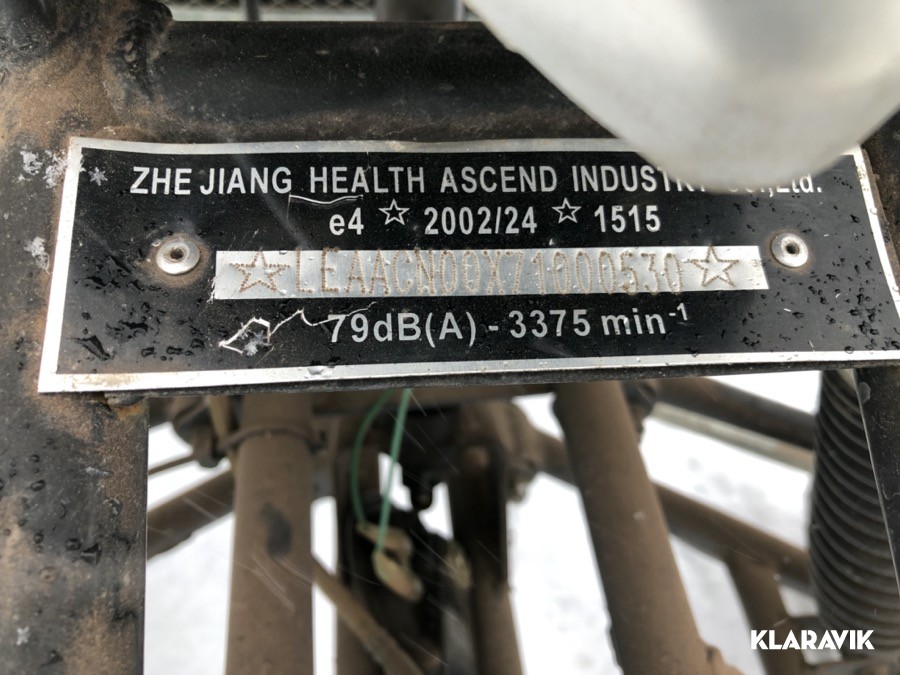 ZHE JIANG HEALTH ASCEND INDUSTRY Co.,Ltd.
e4 ☆ 2002/24 ☆ 1515
☆LEAACN00X71000530☆
79dB(A) - 3375 min⁻¹
KLARAVIK